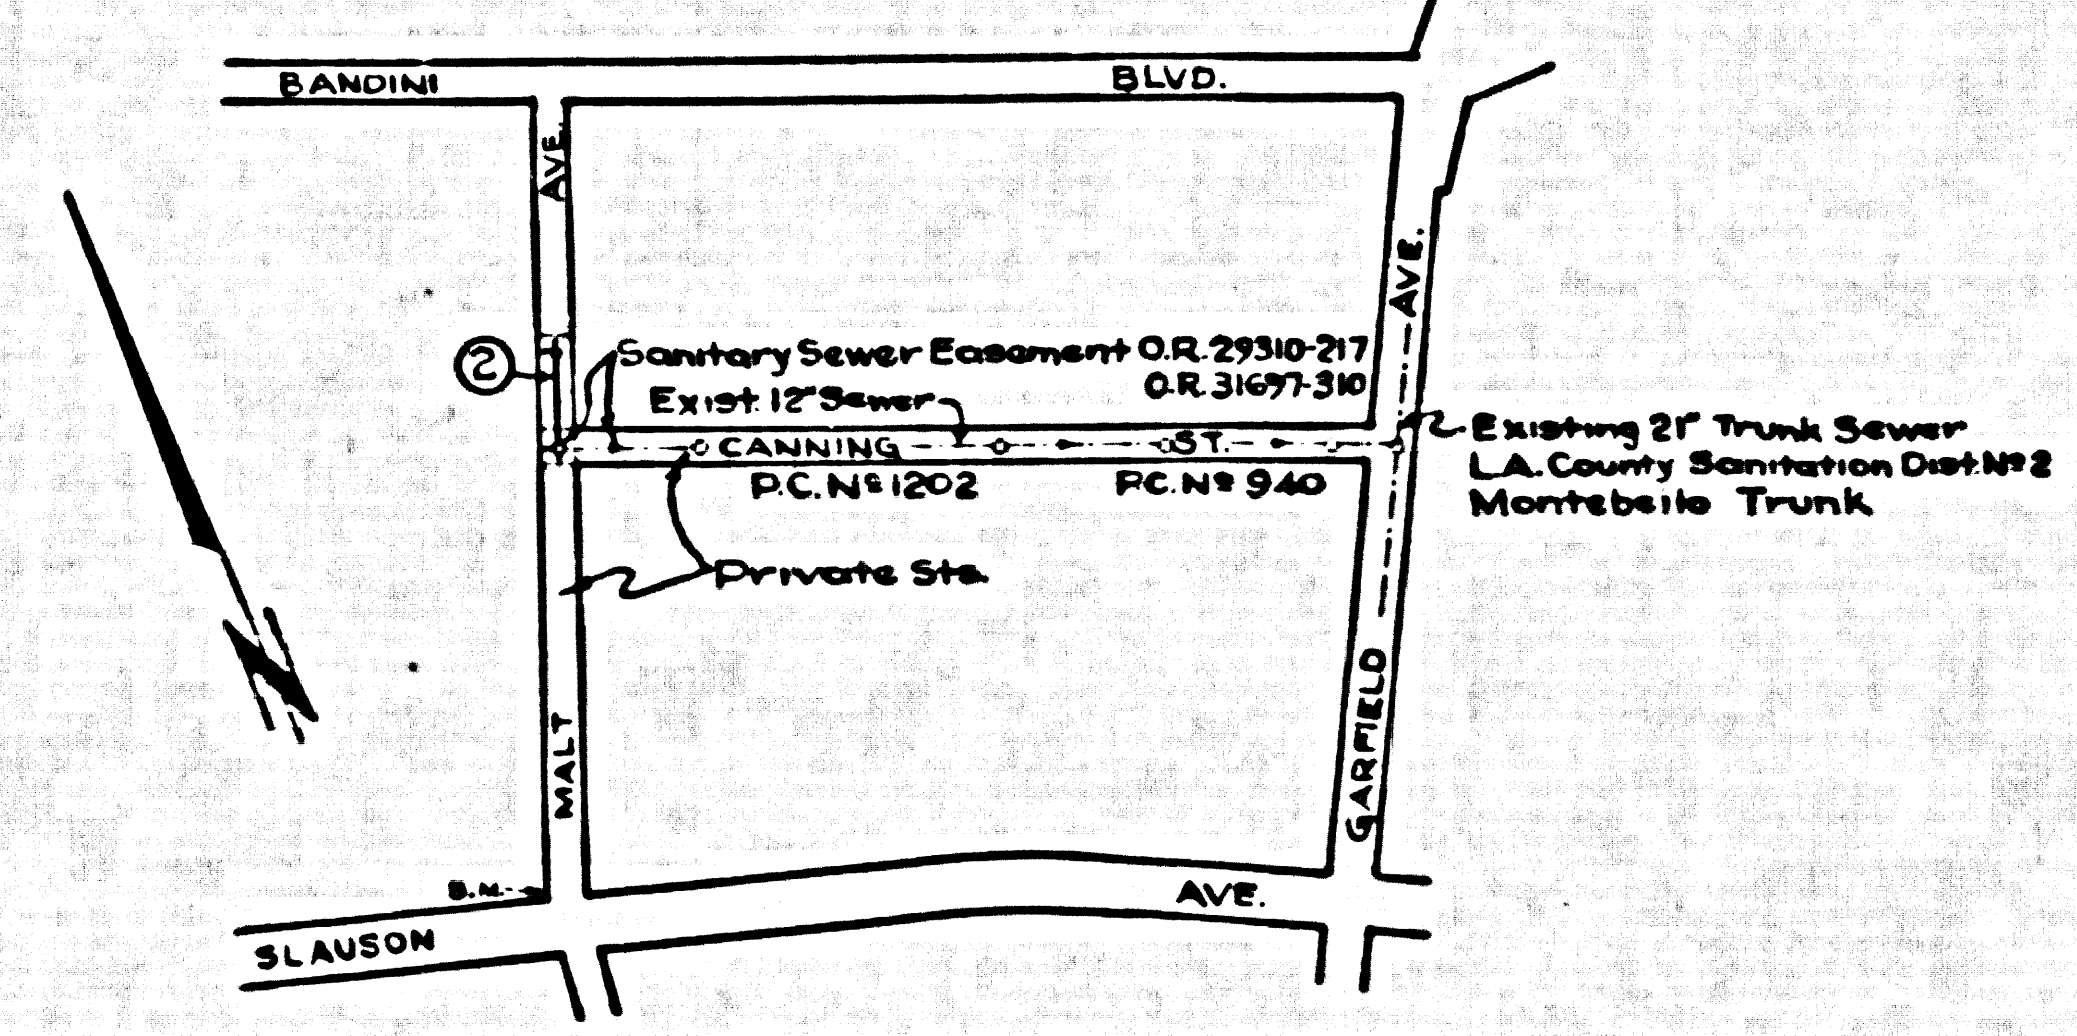 BANDINI BLVD.
AVE.
AVE.
2
Sanitary Sewer Easement O.R. 29310-217
O.R. 31697-310
Exist. 12" Sewer
CANNING ST.
P.C. Nº 1202 P.C. Nº 940
Existing 21" Trunk Sewer
L.A. County Sanitation Dist. Nº 2
Montebello Trunk
Private Sts.
N
MALT
GARFIELD
B.M.
AVE.
SLAUSON